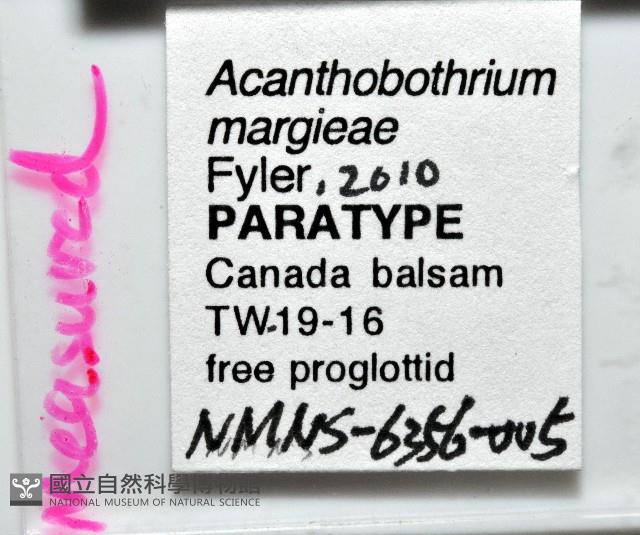 Acanthobothrium
margieae
Fyler, 2010
PARATYPE
Canada balsam
TW-19-16
free proglottid
NMNS-6356-005
measured
國立自然科學博物館
NATIONAL MUSEUM OF NATURAL SCIENCE